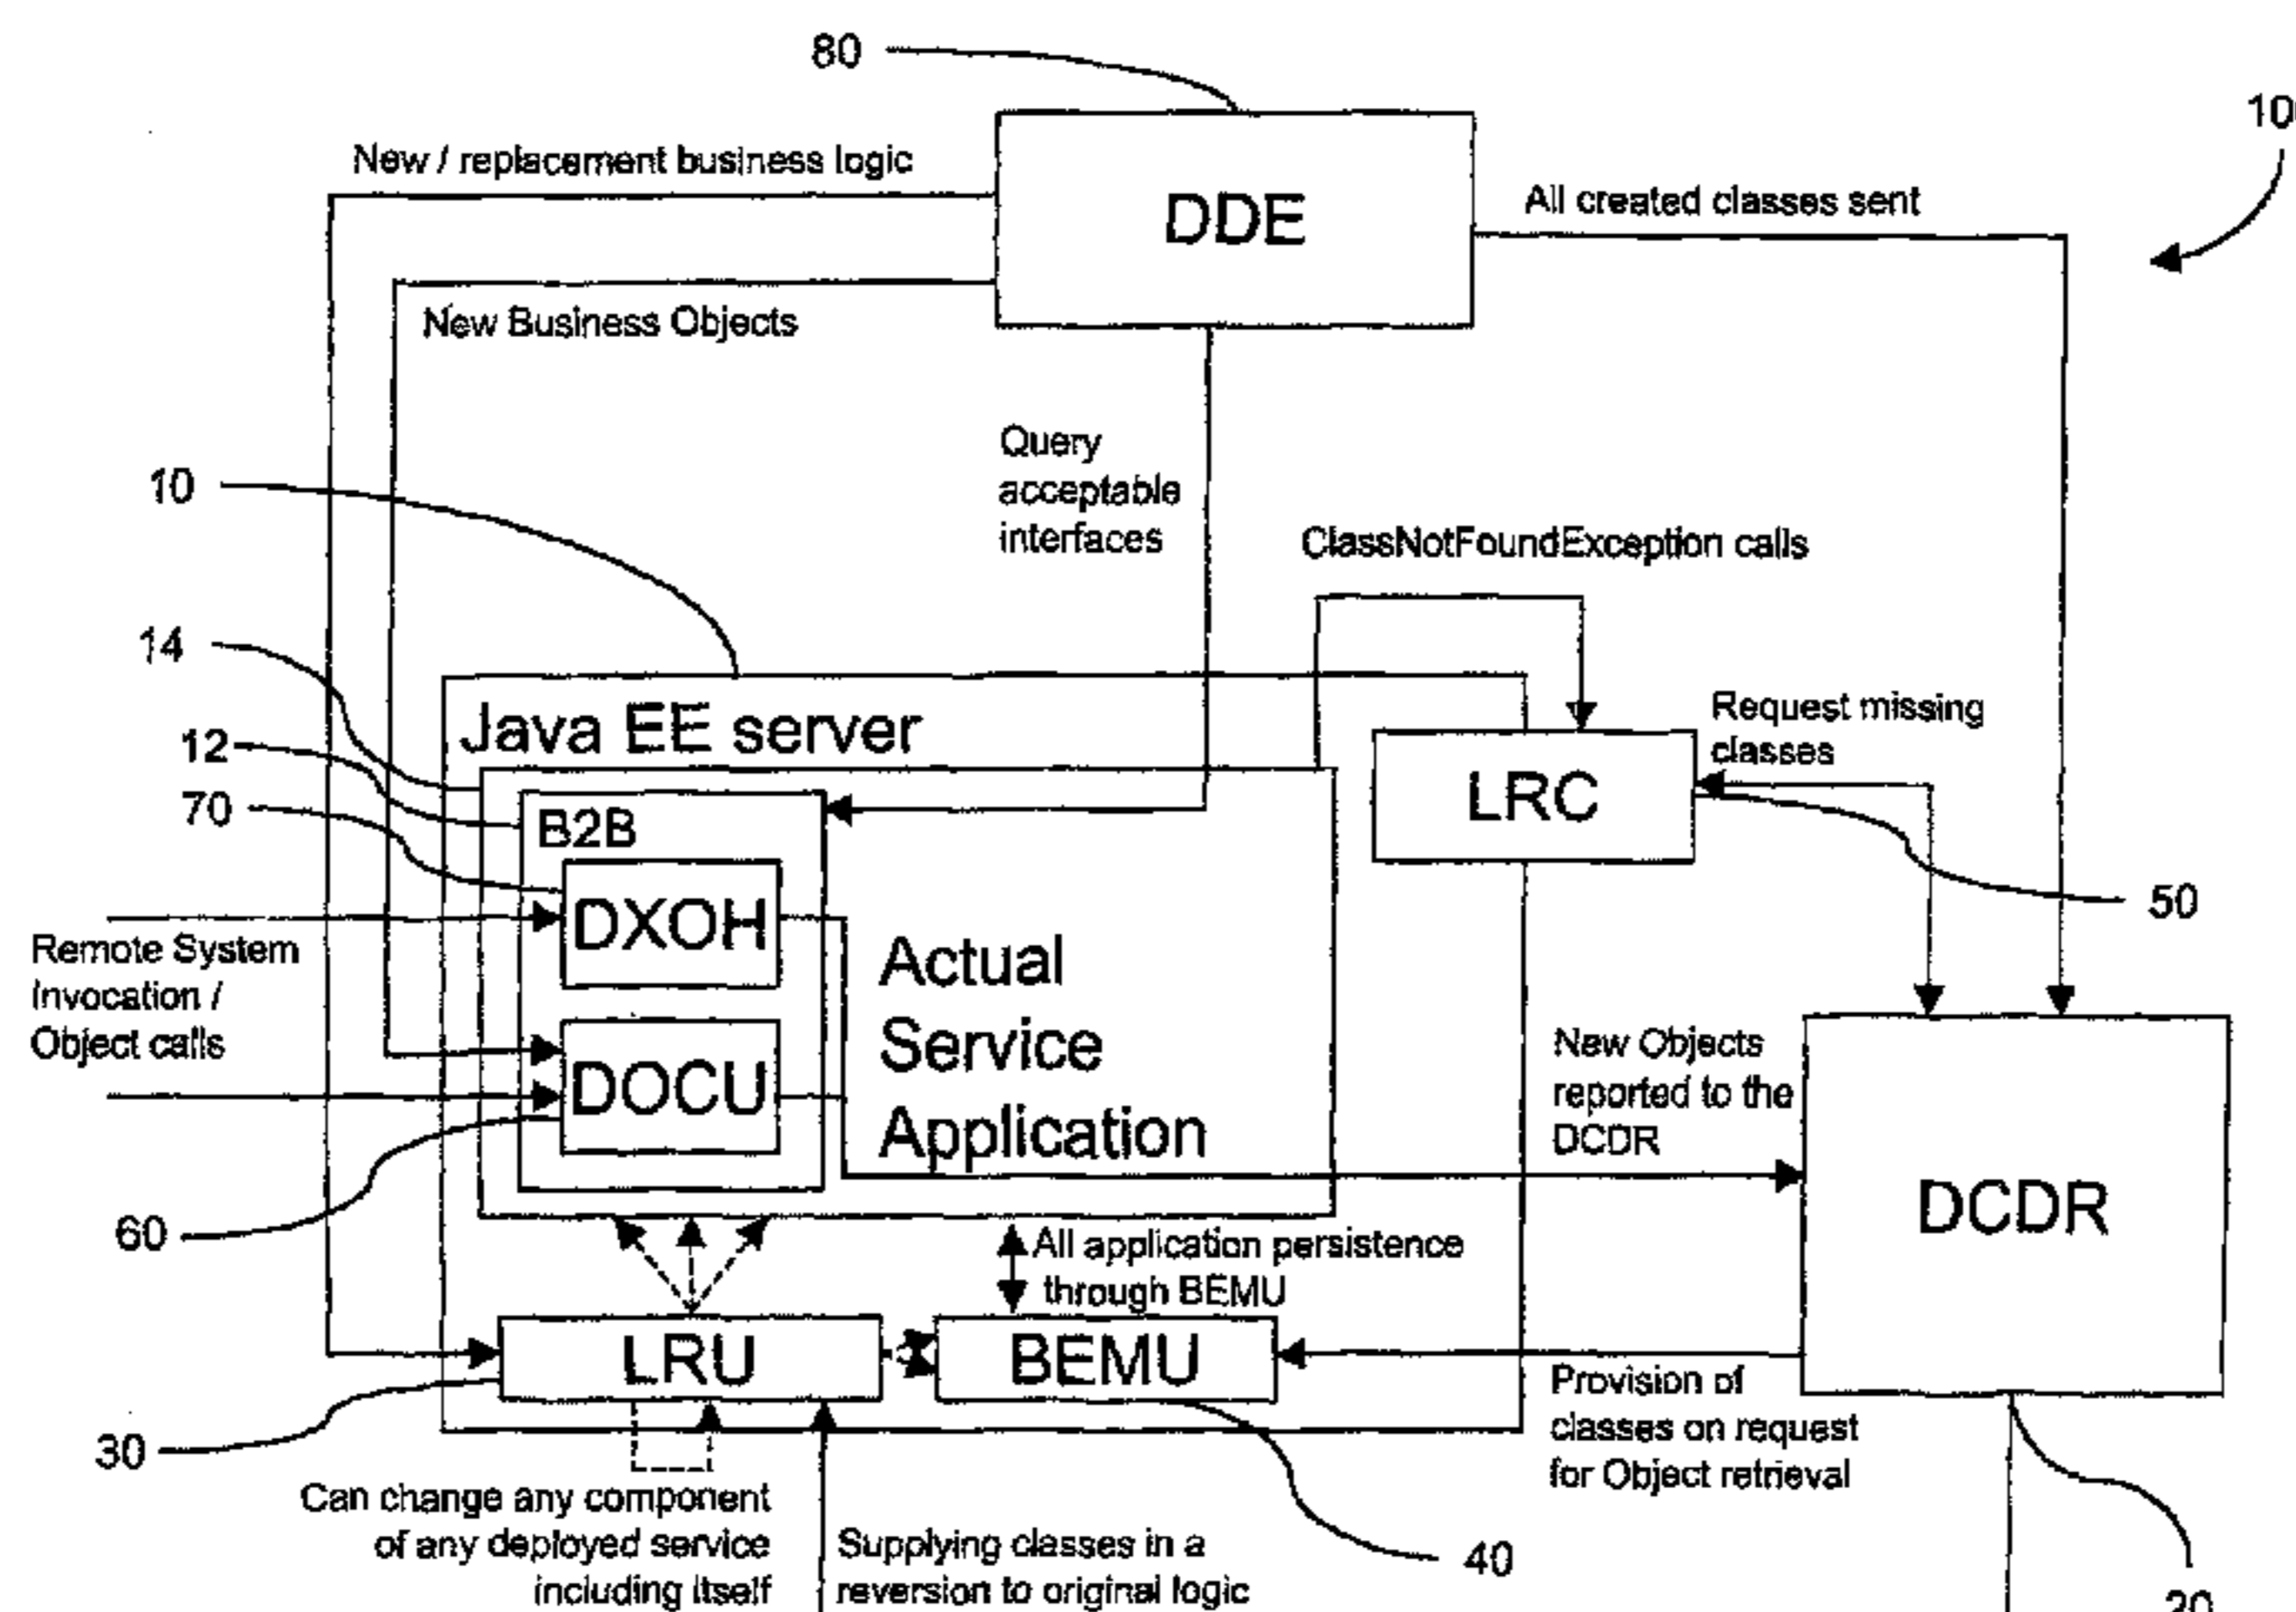 80
10
New / replacement business logic
DDE
All created classes sent
New Business Objects
Query
acceptable
interfaces
10
ClassNotFoundException calls
14
Java EE server
Request missing
classes
12
70
B2B
LRC
50
DXOH
Remote System
Invocation /
Object calls
Actual
Service
Application
DOCU
New Objects
reported to the
DCDR
DCDR
60
All application persistence
through BEMU
LRU
BEMU
30
Provision of
classes on request
for Object retrieval
Can change any component
of any deployed service
including itself
Supplying classes in a
reversion to original logic
40
20